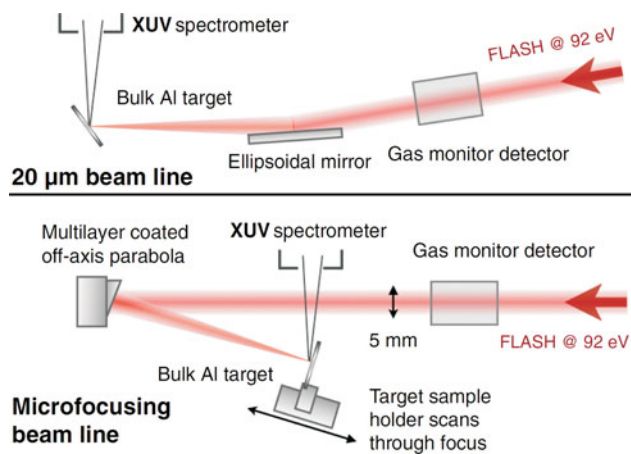 XUV spectrometer
FLASH @ 92 eV
Bulk Al target
Ellipsoidal mirror
Gas monitor detector
20 µm beam line
Multilayer coated
off-axis parabola
XUV spectrometer
Gas monitor detector
5 mm
FLASH @ 92 eV
Bulk Al target
Target sample
holder scans
through focus
Microfocusing
beam line